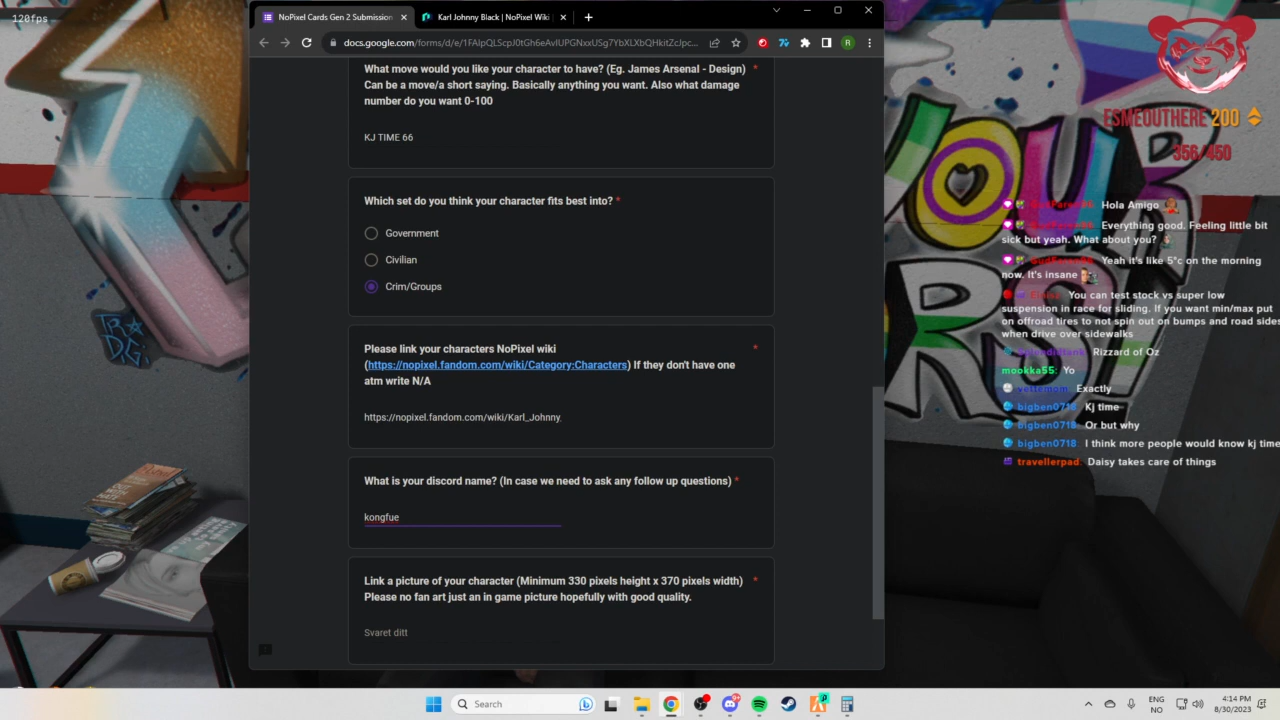 120fps
NoPixel Cards Gen 2 Submission
Karl Johnny Black | NoPixel Wiki
docs.google.com/forms/d/e/1FAIpQLScpJ0tGh6eAvIUPGNxxUSg7YbXLXbQHkitZcJpc...
R
What move would you like your character to have? (Eg. James Arsenal - Design) *
Can be a move/a short saying. Basically anything you want. Also what damage
number do you want 0-100
KJ TIME 66
Which set do you think your character fits best into? *
Government
Civilian
Crim/Groups
Please link your characters NoPixel wiki *
(https://nopixel.fandom.com/wiki/Category:Characters) If they don't have one
atm write N/A
https://nopixel.fandom.com/wiki/Karl_Johnny
What is your discord name? (In case we need to ask any follow up questions) *
kongfue
Link a picture of your character (Minimum 330 pixels height x 370 pixels width) *
Please no fan art just an in game picture hopefully with good quality.
Svaret ditt
YOUR
ESMEOUTHERE 200
356/450
Hola Amigo
Everything good. Feeling little bit
sick but yeah. What about you?
Yeah it's like 5°c on the morning
now. It's insane
You can test stock vs super low
suspension in race for sliding. If you want min/max put
on offroad tires to not spin out on bumps and road sides
when drive over sidewalks
Rizzard of Oz
mookka55: Yo
vettemom: Exactly
bigben0718: Kj time
bigben0718: Or but why
bigben0718: I think more people would know kj time
travellerpad: Daisy takes care of things
Search
ENG
NO
4:14 PM
8/30/2023